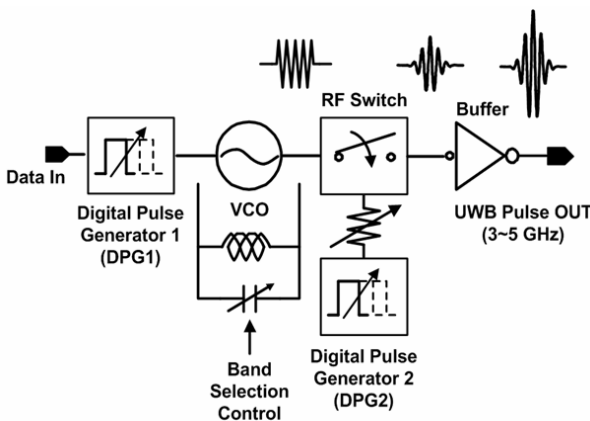 RF Switch
Buffer
Data In
Digital Pulse
Generator 1
(DPG1)
VCO
UWB Pulse OUT
(3~5 GHz)
Band
Selection
Control
Digital Pulse
Generator 2
(DPG2)